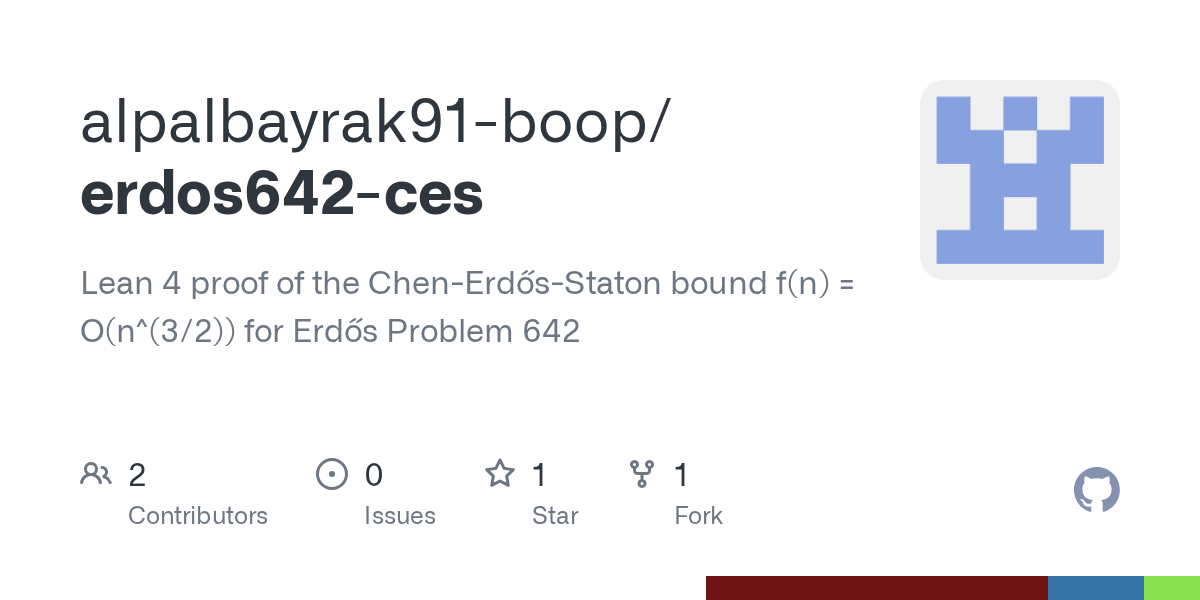 alpalbayrak91-boop/
erdos642-ces
Lean 4 proof of the Chen-Erdős-Staton bound f(n) =
O(n^(3/2)) for Erdős Problem 642
2
Contributors
0
Issues
1
Star
1
Fork